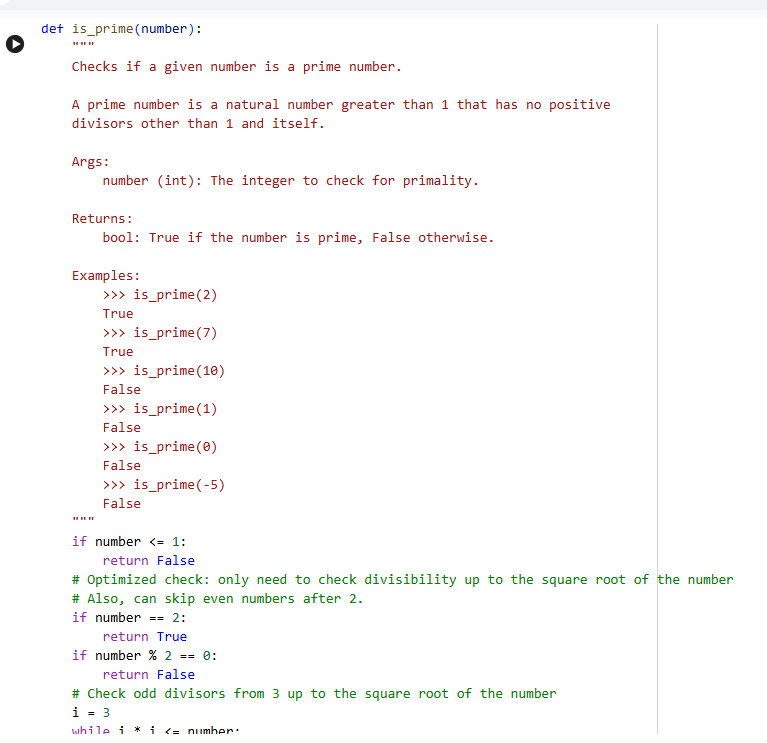 def is_prime(number):
    """
    Checks if a given number is a prime number.

    A prime number is a natural number greater than 1 that has no positive
    divisors other than 1 and itself.

    Args:
        number (int): The integer to check for primality.

    Returns:
        bool: True if the number is prime, False otherwise.

    Examples:
        >>> is_prime(2)
        True
        >>> is_prime(7)
        True
        >>> is_prime(10)
        False
        >>> is_prime(1)
        False
        >>> is_prime(0)
        False
        >>> is_prime(-5)
        False
    """
    if number <= 1:
        return False
    # Optimized check: only need to check divisibility up to the square root of the number
    # Also, can skip even numbers after 2.
    if number == 2:
        return True
    if number % 2 == 0:
        return False
    # Check odd divisors from 3 up to the square root of the number
    i = 3
    while i * i <= number: